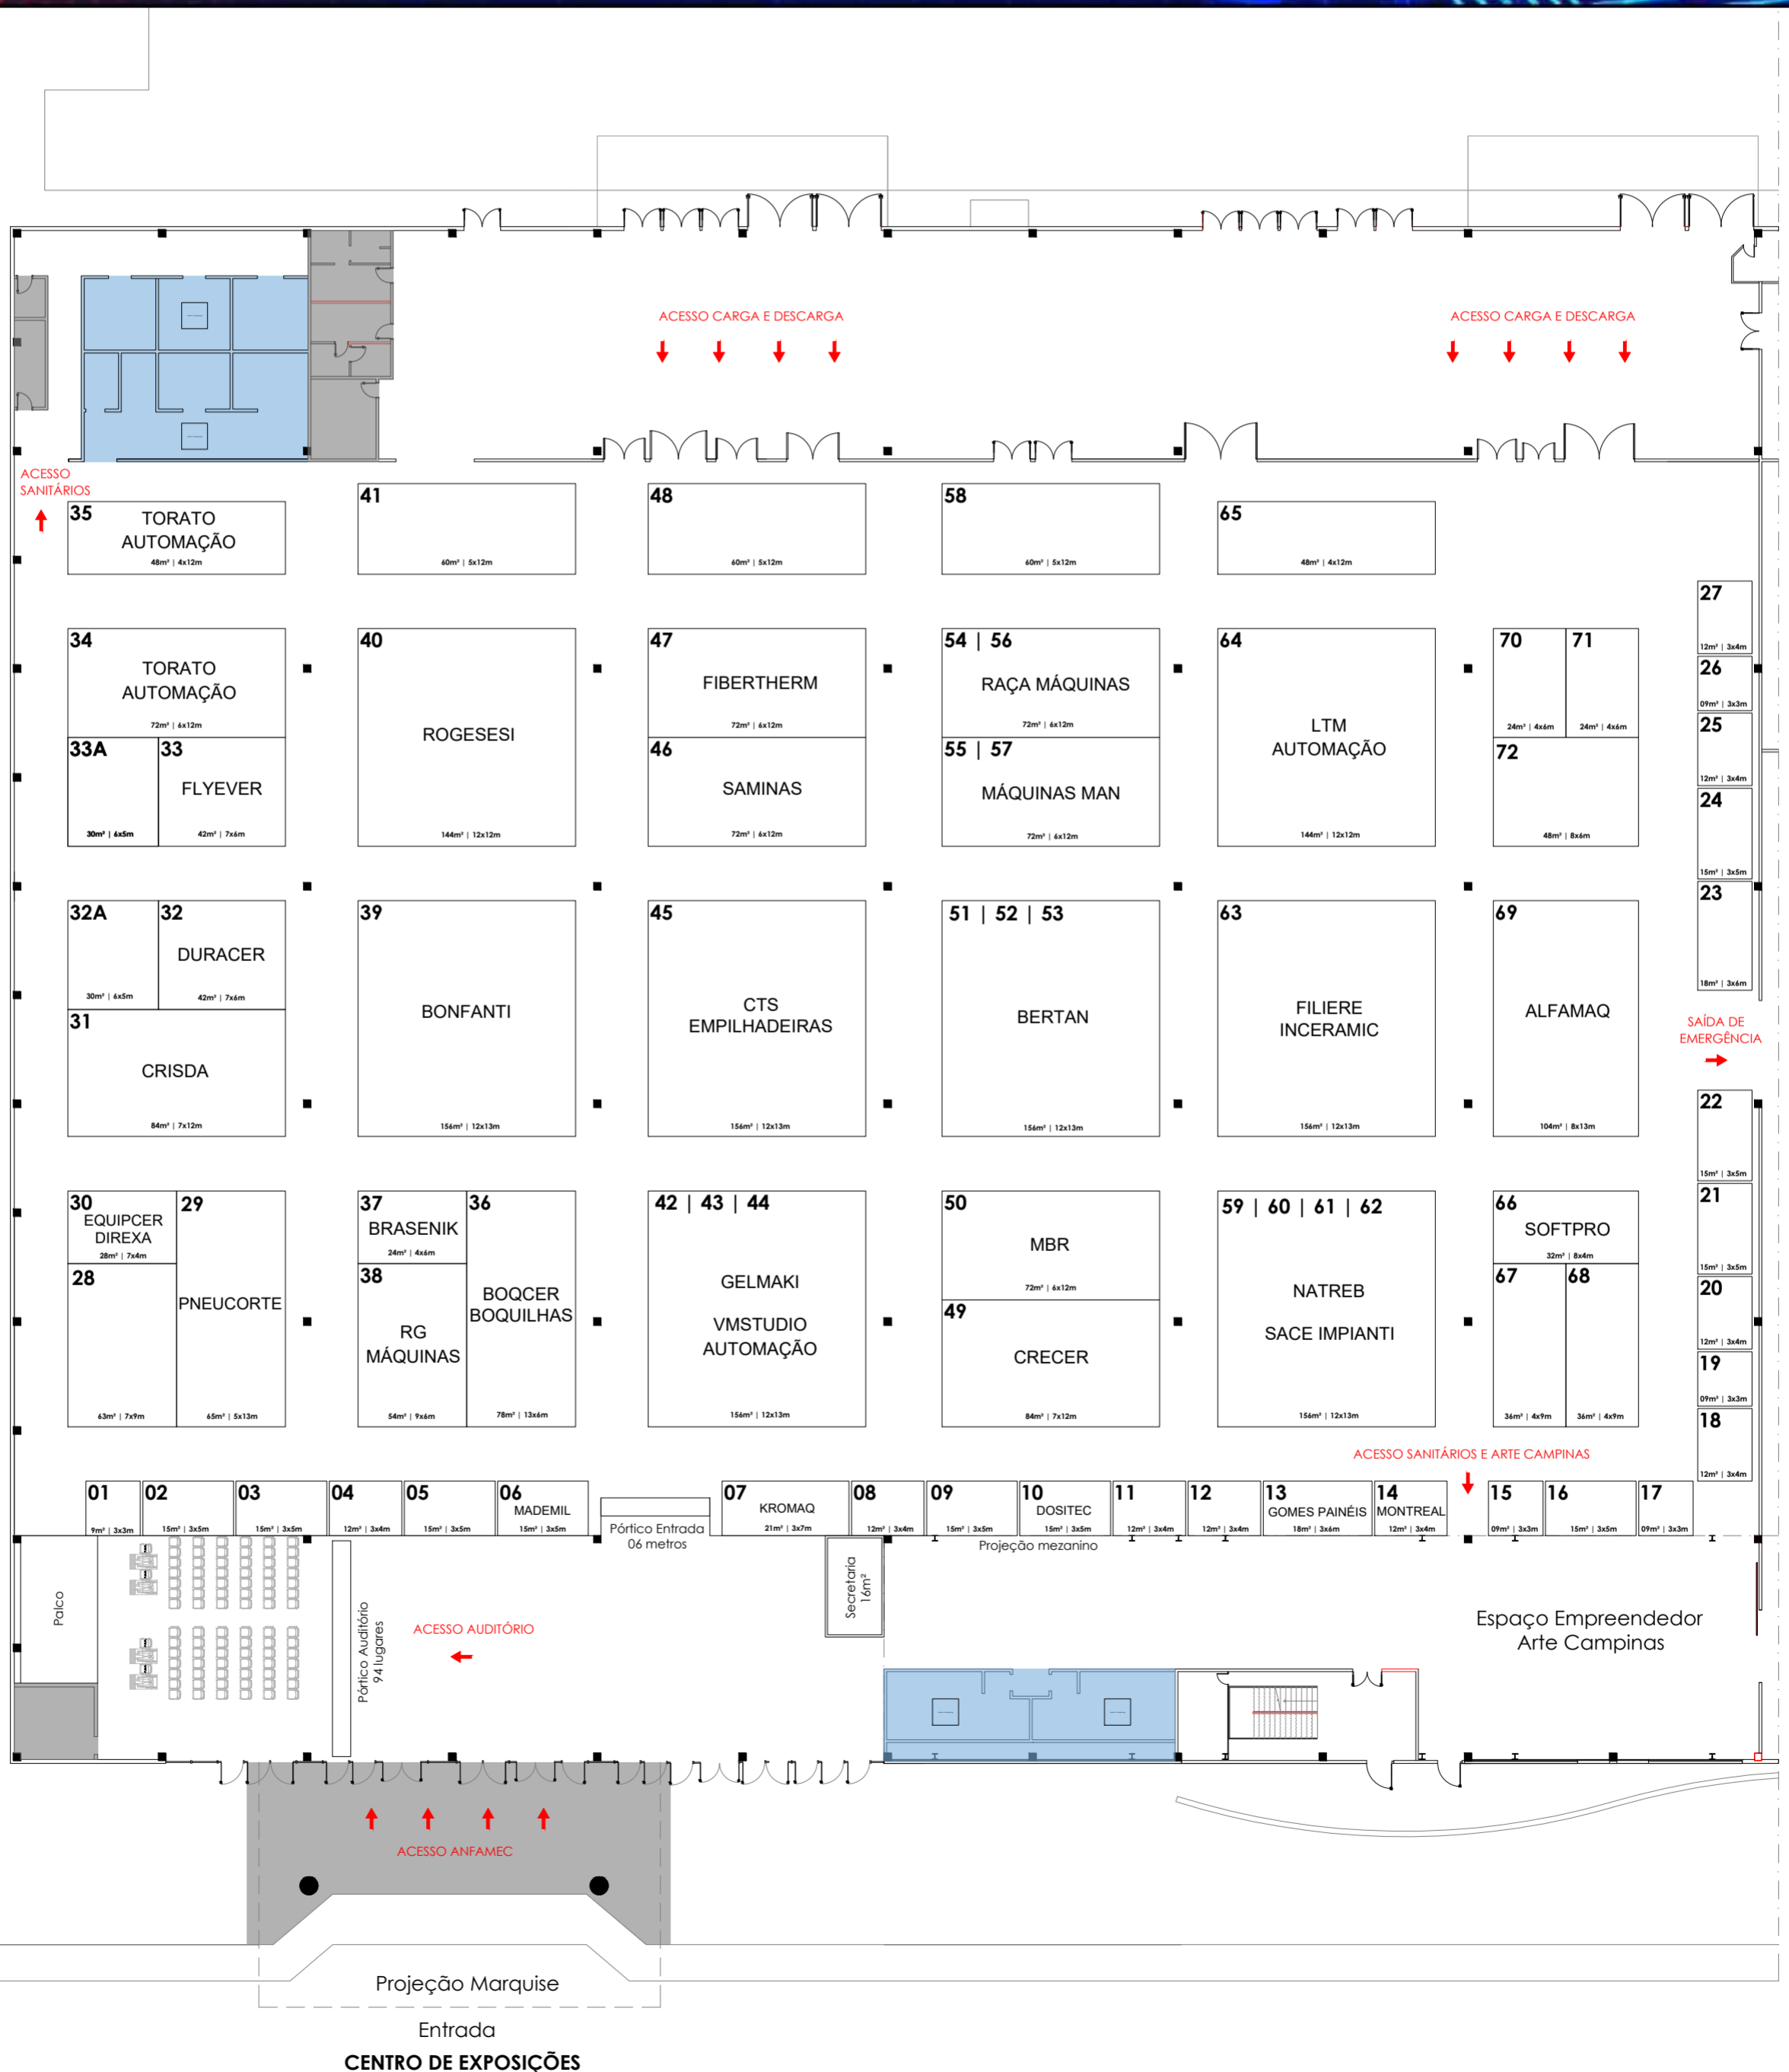 ACESSO CARGA E DESCARGA
ACESSO CARGA E DESCARGA
ACESSO
SANITÁRIOS
35
TORATO
AUTOMAÇÃO
48m² | 4x12m
41
60m² | 5x12m
48
60m² | 5x12m
58
60m² | 5x12m
65
48m² | 4x12m
27
12m² | 3x4m
26
09m² | 3x3m
25
12m² | 3x4m
24
15m² | 3x5m
23
18m² | 3x6m
34
TORATO
AUTOMAÇÃO
72m² | 6x12m
33A
30m² | 6x5m
33
FLYEVER
42m² | 7x6m
40
ROGESESI
144m² | 12x12m
47
FIBERTHERM
72m² | 6x12m
46
SAMINAS
72m² | 6x12m
54 | 56
RAÇA MÁQUINAS
72m² | 6x12m
55 | 57
MÁQUINAS MAN
72m² | 6x12m
64
LTM
AUTOMAÇÃO
144m² | 12x12m
70
24m² | 4x6m
71
24m² | 4x6m
72
48m² | 8x6m
32A
30m² | 6x5m
32
DURACER
42m² | 7x6m
31
CRISDA
84m² | 7x12m
39
BONFANTI
156m² | 12x13m
45
CTS
EMPILHADEIRAS
156m² | 12x13m
51 | 52 | 53
BERTAN
156m² | 12x13m
63
FILIERE
INCERAMIC
156m² | 12x13m
69
ALFAMAQ
104m² | 8x13m
SAÍDA DE
EMERGÊNCIA
22
15m² | 3x5m
21
15m² | 3x5m
20
12m² | 3x4m
19
09m² | 3x3m
18
12m² | 3x4m
30
EQUIPCER
DIREXA
28m² | 7x4m
28
63m² | 7x9m
29
PNEUCORTE
65m² | 5x13m
37
BRASENIK
24m² | 4x6m
38
RG
MÁQUINAS
54m² | 9x6m
36
BOQCER
BOQUILHAS
78m² | 13x6m
42 | 43 | 44
GELMAKI
VMSTUDIO
AUTOMAÇÃO
156m² | 12x13m
50
MBR
72m² | 6x12m
49
CRECER
84m² | 7x12m
59 | 60 | 61 | 62
NATREB
SACE IMPIANTI
156m² | 12x13m
66
SOFTPRO
32m² | 8x4m
67
36m² | 4x9m
68
36m² | 4x9m
ACESSO SANITÁRIOS E ARTE CAMPINAS
01
9m² | 3x3m
02
15m² | 3x5m
03
15m² | 3x5m
04
12m² | 3x4m
05
15m² | 3x5m
06
MADEMIL
15m² | 3x5m
Pórtico Entrada
06 metros
07
KROMAQ
21m² | 3x7m
08
12m² | 3x4m
09
15m² | 3x5m
10
DOSITEC
15m² | 3x5m
11
12m² | 3x4m
12
12m² | 3x4m
13
GOMES PAINÉIS
18m² | 3x6m
14
MONTREAL
12m² | 3x4m
15
09m² | 3x3m
16
15m² | 3x5m
17
09m² | 3x3m
Projeção mezanino
Palco
Pórtico Auditório
94 lugares
ACESSO AUDITÓRIO
Secretaria
16m²
Espaço Empreendedor
Arte Campinas
ACESSO ANFAMEC
Projeção Marquise
Entrada
CENTRO DE EXPOSIÇÕES